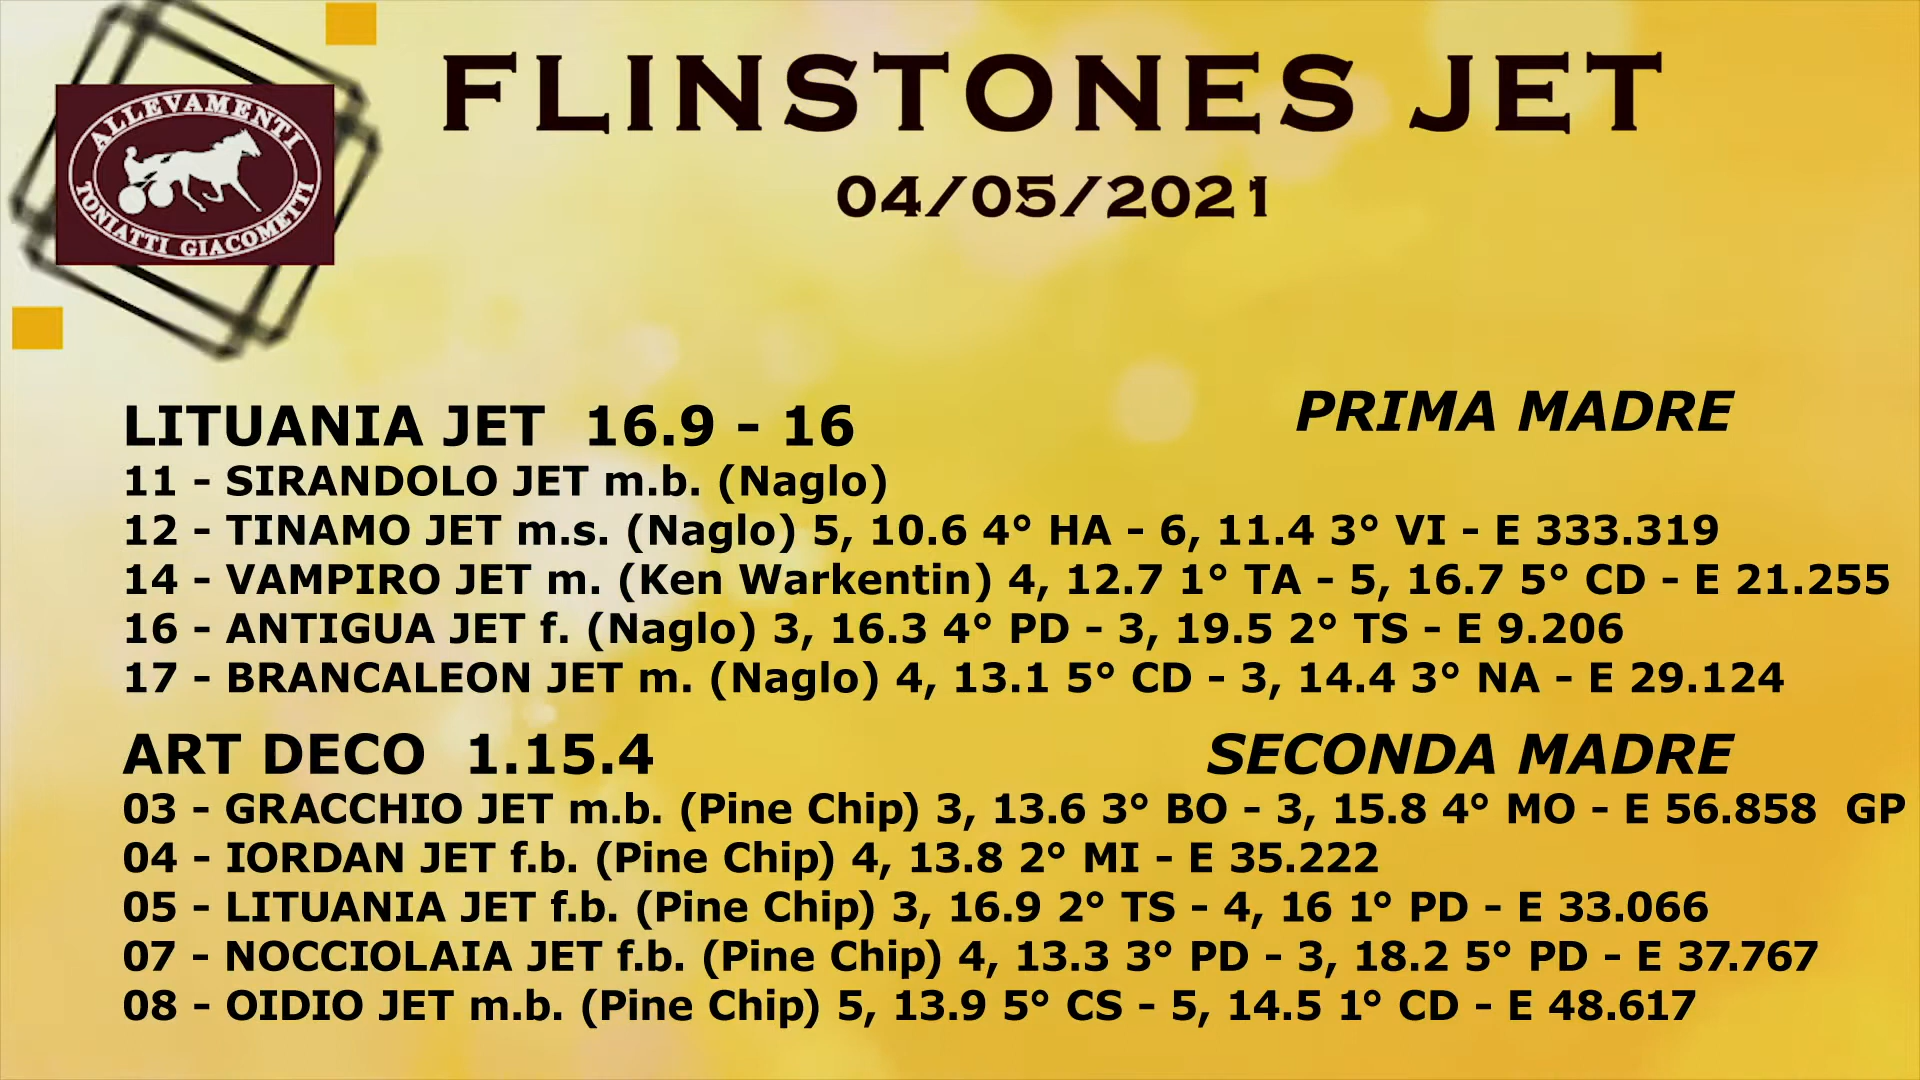 ALLEVAMENTI
TONIATTI GIACOMETTI
FLINSTONES JET
04/05/2021
LITUANIA JET 16.9 - 16
PRIMA MADRE
11 - SIRANDOLO JET m.b. (Naglo)
12 - TINAMO JET m.s. (Naglo) 5, 10.6 4° HA - 6, 11.4 3° VI - E 333.319
14 - VAMPIRO JET m. (Ken Warkentin) 4, 12.7 1° TA - 5, 16.7 5° CD - E 21.255
16 - ANTIGUA JET f. (Naglo) 3, 16.3 4° PD - 3, 19.5 2° TS - E 9.206
17 - BRANCALEON JET m. (Naglo) 4, 13.1 5° CD - 3, 14.4 3° NA - E 29.124
ART DECO 1.15.4
SECONDA MADRE
03 - GRACCHIO JET m.b. (Pine Chip) 3, 13.6 3° BO - 3, 15.8 4° MO - E 56.858 GP
04 - IORDAN JET f.b. (Pine Chip) 4, 13.8 2° MI - E 35.222
05 - LITUANIA JET f.b. (Pine Chip) 3, 16.9 2° TS - 4, 16 1° PD - E 33.066
07 - NOCCIOLAIA JET f.b. (Pine Chip) 4, 13.3 3° PD - 3, 18.2 5° PD - E 37.767
08 - OIDIO JET m.b. (Pine Chip) 5, 13.9 5° CS - 5, 14.5 1° CD - E 48.617